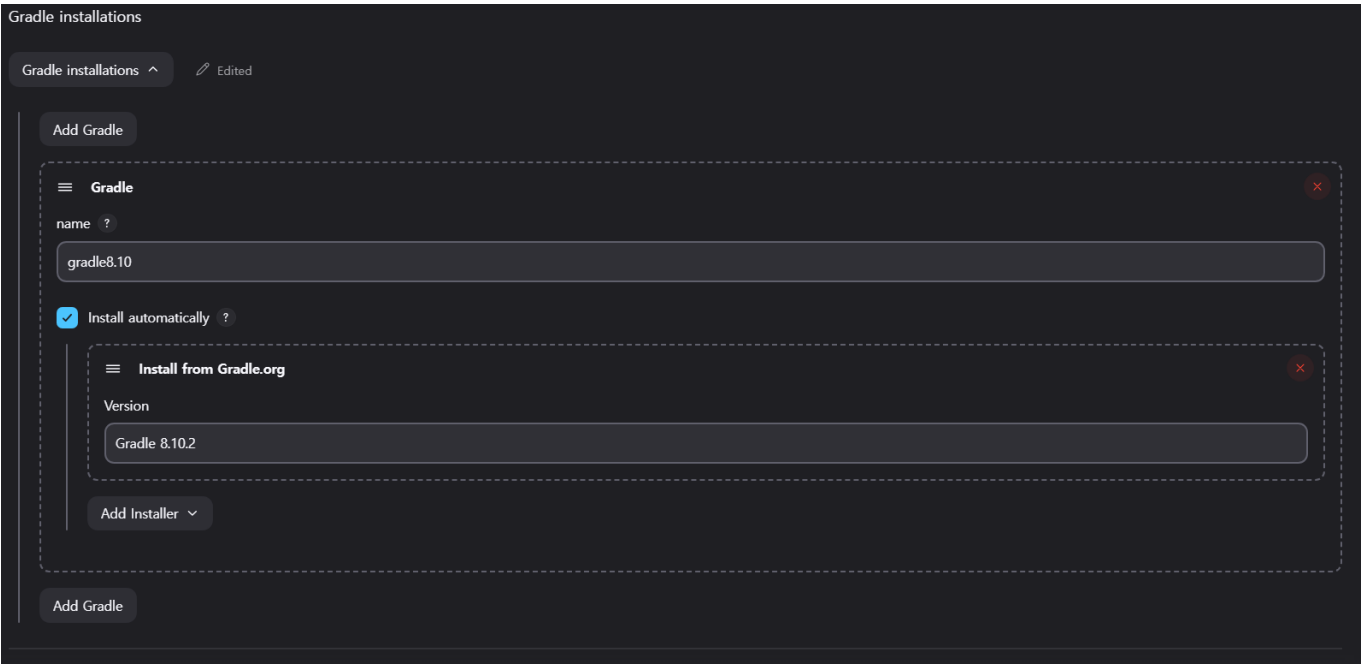 Gradle installations
Gradle installations
Edited
Add Gradle
Gradle
name ?
gradle8.10
Install automatically ?
Install from Gradle.org
Version
Gradle 8.10.2
Add Installer
Add Gradle